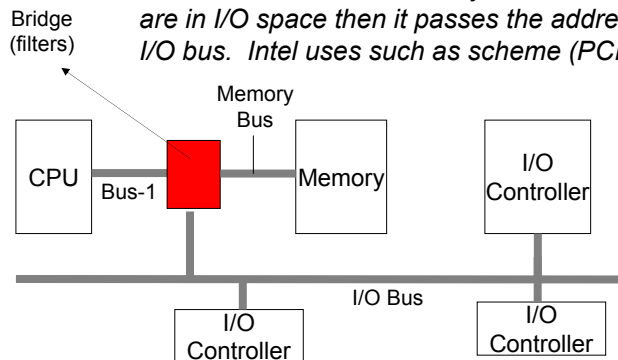 are in I/O space then it passes the addre
I/O bus. Intel uses such as scheme (PCI
Bridge
(filters)
Memory
Bus
CPU
Bus-1
Memory
I/O
Controller
I/O Bus
I/O
Controller
I/O
Controller